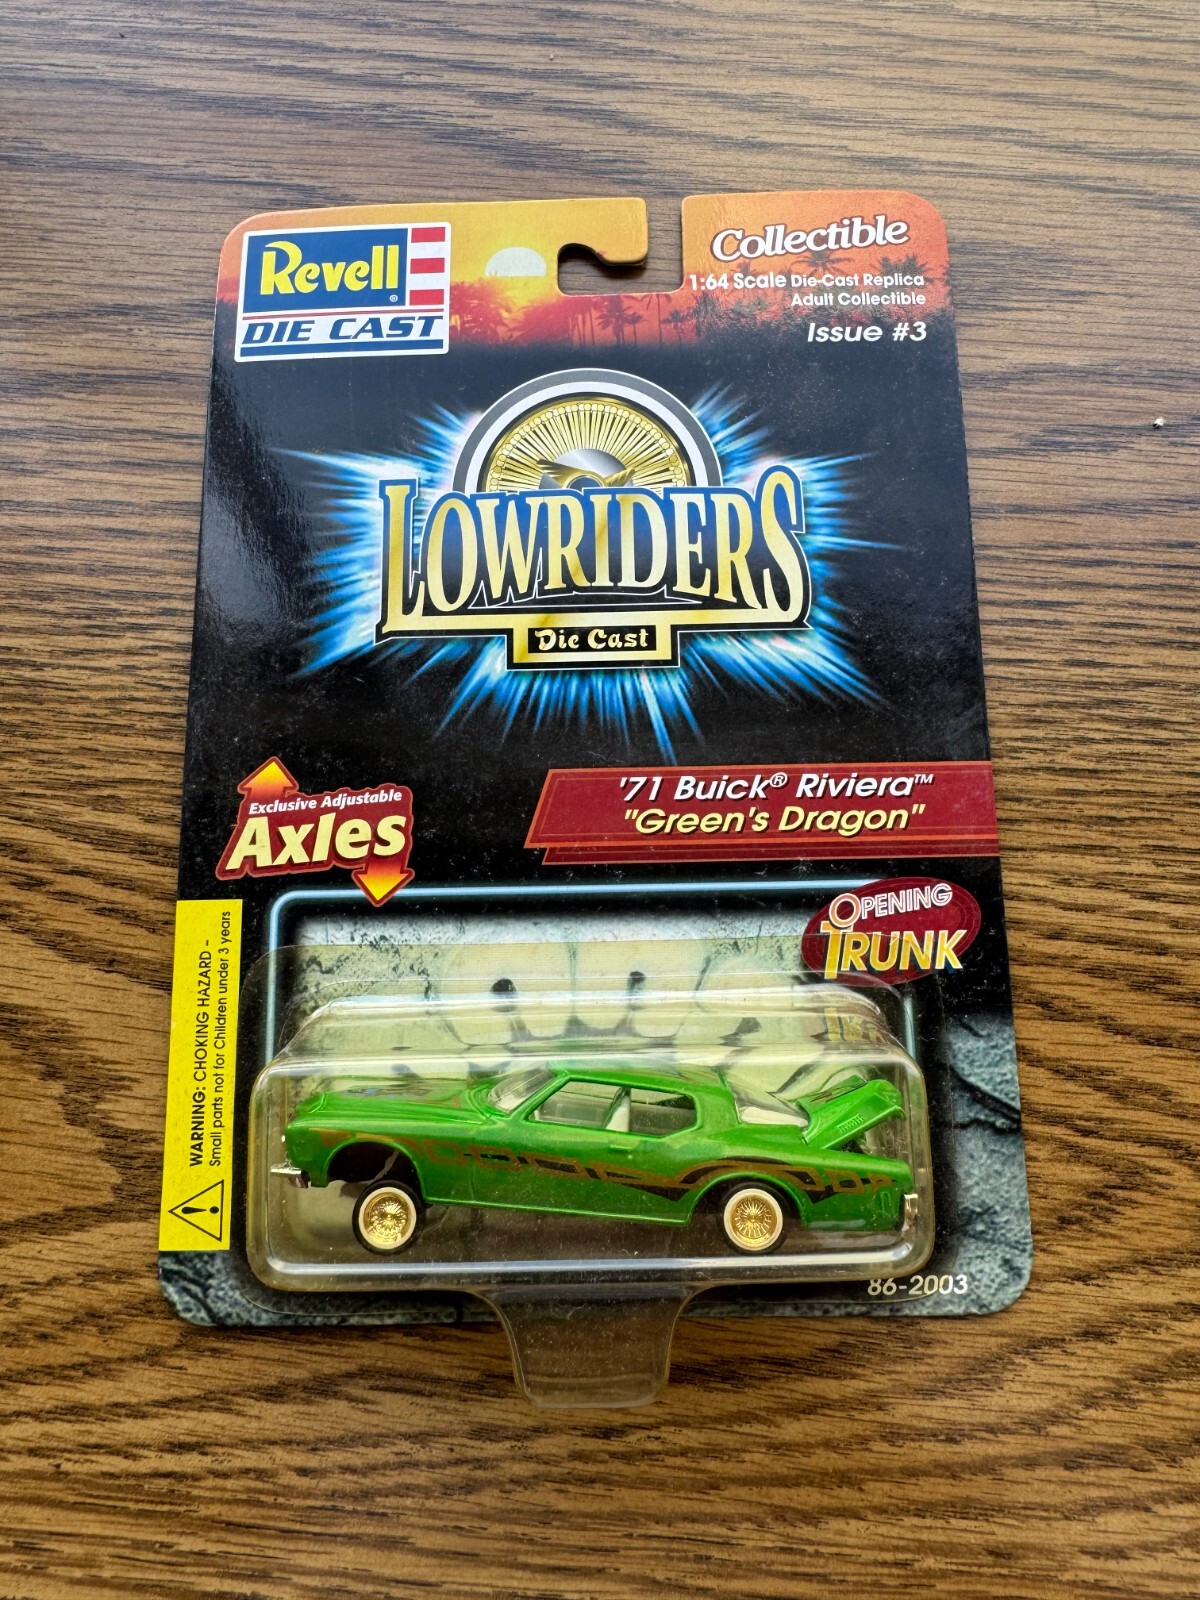 Revell®
DIE CAST
Collectible
1:64 Scale Die-Cast Replica
Adult Collectible
Issue #3
LOWRIDERS
Die Cast
Exclusive Adjustable
Axles
'71 Buick® Riviera™
"Green's Dragon"
OPENING
TRUNK
WARNING: CHOKING HAZARD -
Small parts not for Children under 3 years
86-2003